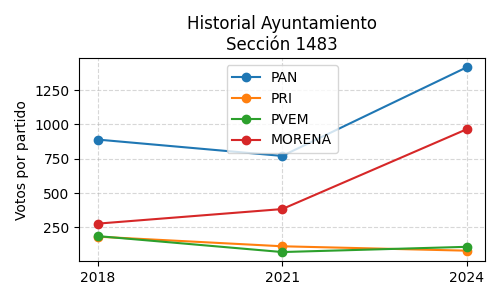 Historial Ayuntamiento
Sección 1483
Votos por partido
1250
1000
750
500
250
PAN
PRI
PVEM
MORENA
2018
2021
2024